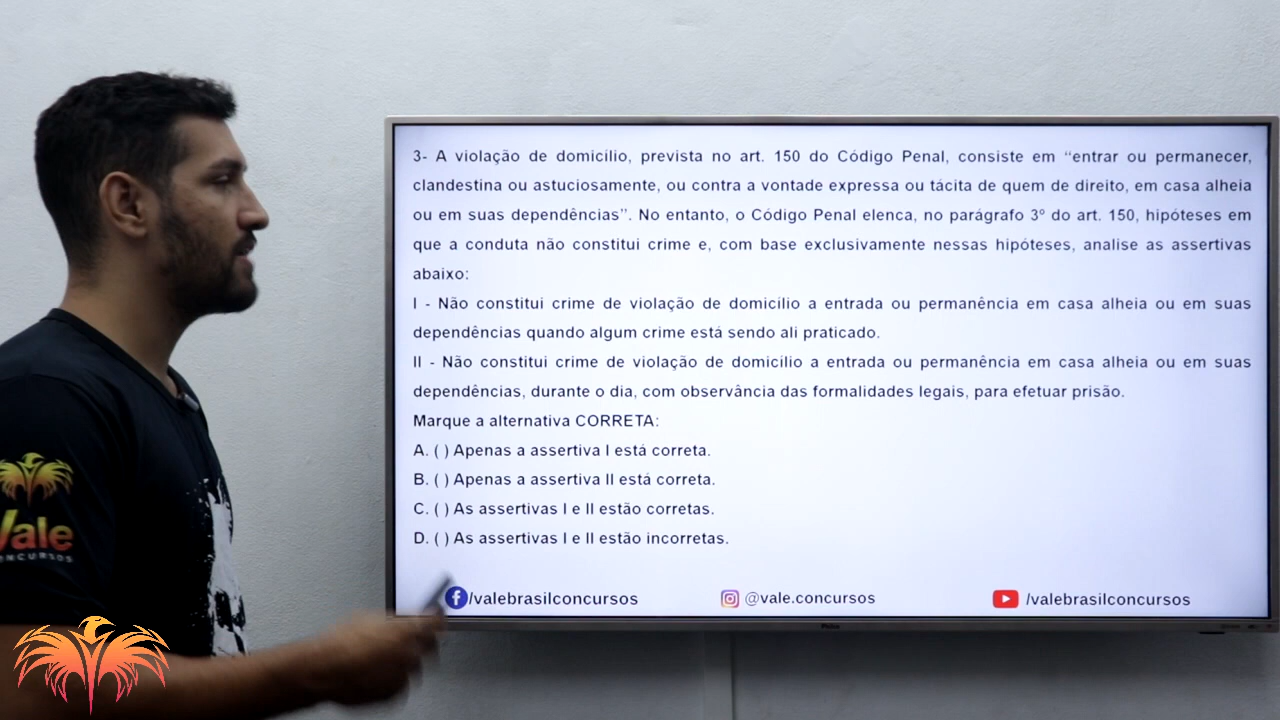 3- A violação de domicílio, prevista no art. 150 do Código Penal, consiste em “entrar ou permanecer,
clandestina ou astuciosamente, ou contra a vontade expressa ou tácita de quem de direito, em casa alheia
ou em suas dependências”. No entanto, o Código Penal elenca, no parágrafo 3º do art. 150, hipóteses em
que a conduta não constitui crime e, com base exclusivamente nessas hipóteses, analise as assertivas
abaixo:
I - Não constitui crime de violação de domicílio a entrada ou permanência em casa alheia ou em suas
dependências quando algum crime está sendo ali praticado.
II - Não constitui crime de violação de domicílio a entrada ou permanência em casa alheia ou em suas
dependências, durante o dia, com observância das formalidades legais, para efetuar prisão.
Marque a alternativa CORRETA:
A. ( ) Apenas a assertiva I está correta.
B. ( ) Apenas a assertiva II está correta.
C. ( ) As assertivas I e II estão corretas.
D. ( ) As assertivas I e II estão incorretas.
/valebrasilconcursos @vale.concursos /valebrasilconcursos
Philco
Vale
CONCURSOS